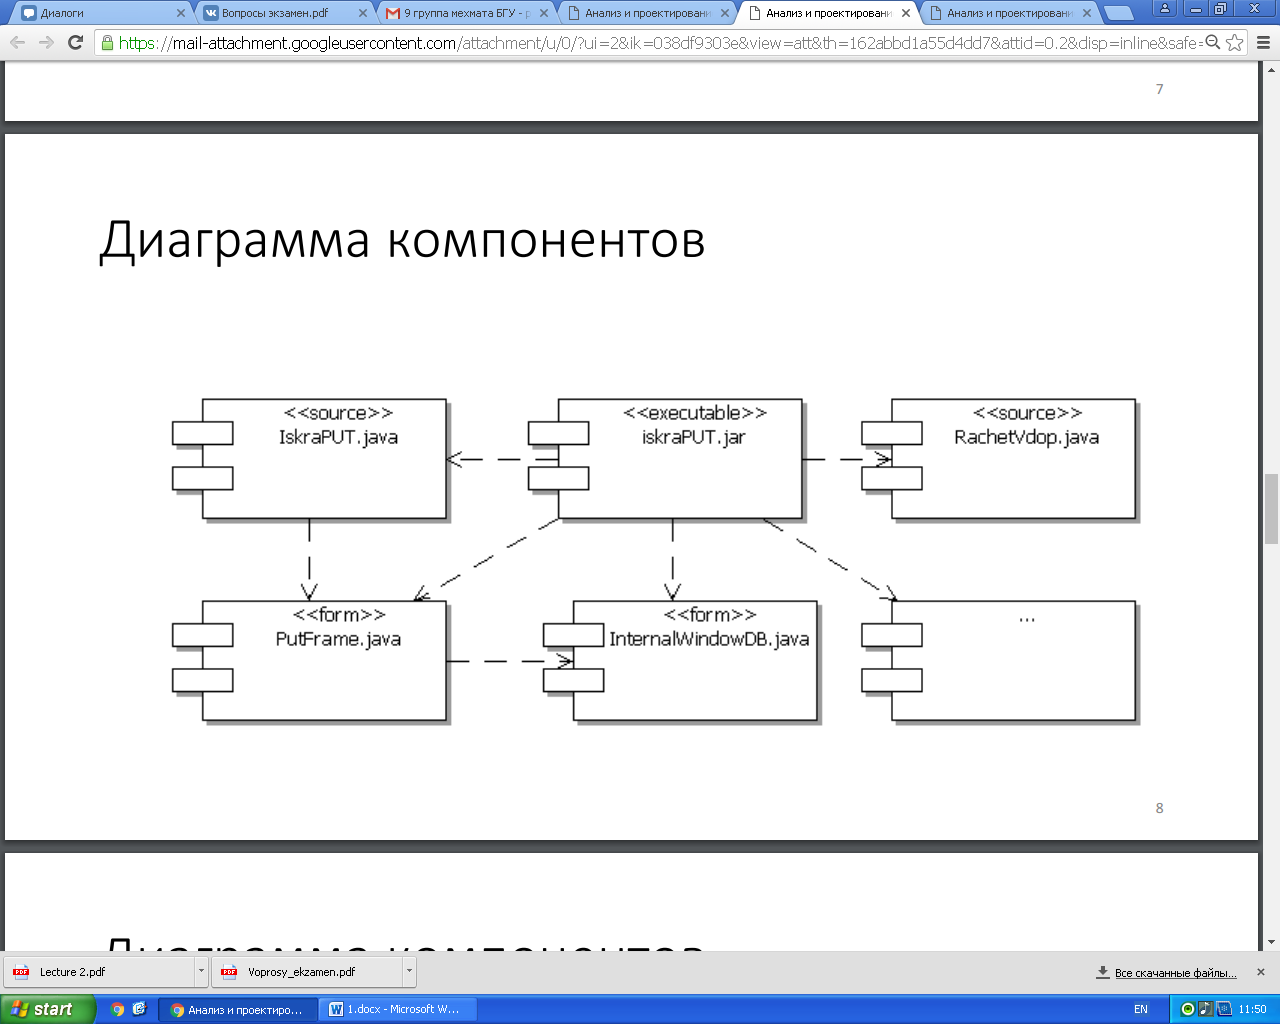 Диалоги
Вопросы экзамен.pdf
9 группа мехмата БГУ - р
Анализ и проектировани
Анализ и проектировани
Анализ и проектировани
https://mail-attachment.googleusercontent.com/attachment/u/0/?ui=2&ik=038df9303e&view=att&th=162abbd1a55d4dd7&attid=0.2&disp=inline&safe=
7
Диаграмма компонентов
<<source>>
IskraPUT.java
<<executable>>
iskraPUT.jar
<<source>>
RachetVdop.java
<<form>>
PutFrame.java
<<form>>
InternalWindowDB.java
...
8
Диаграмма компонентов
Lecture 2.pdf
Voprosy_ekzamen.pdf
Все скачанные файлы...
start
Анализ и проектиро...
1.docx - Microsoft W...
EN
11:50